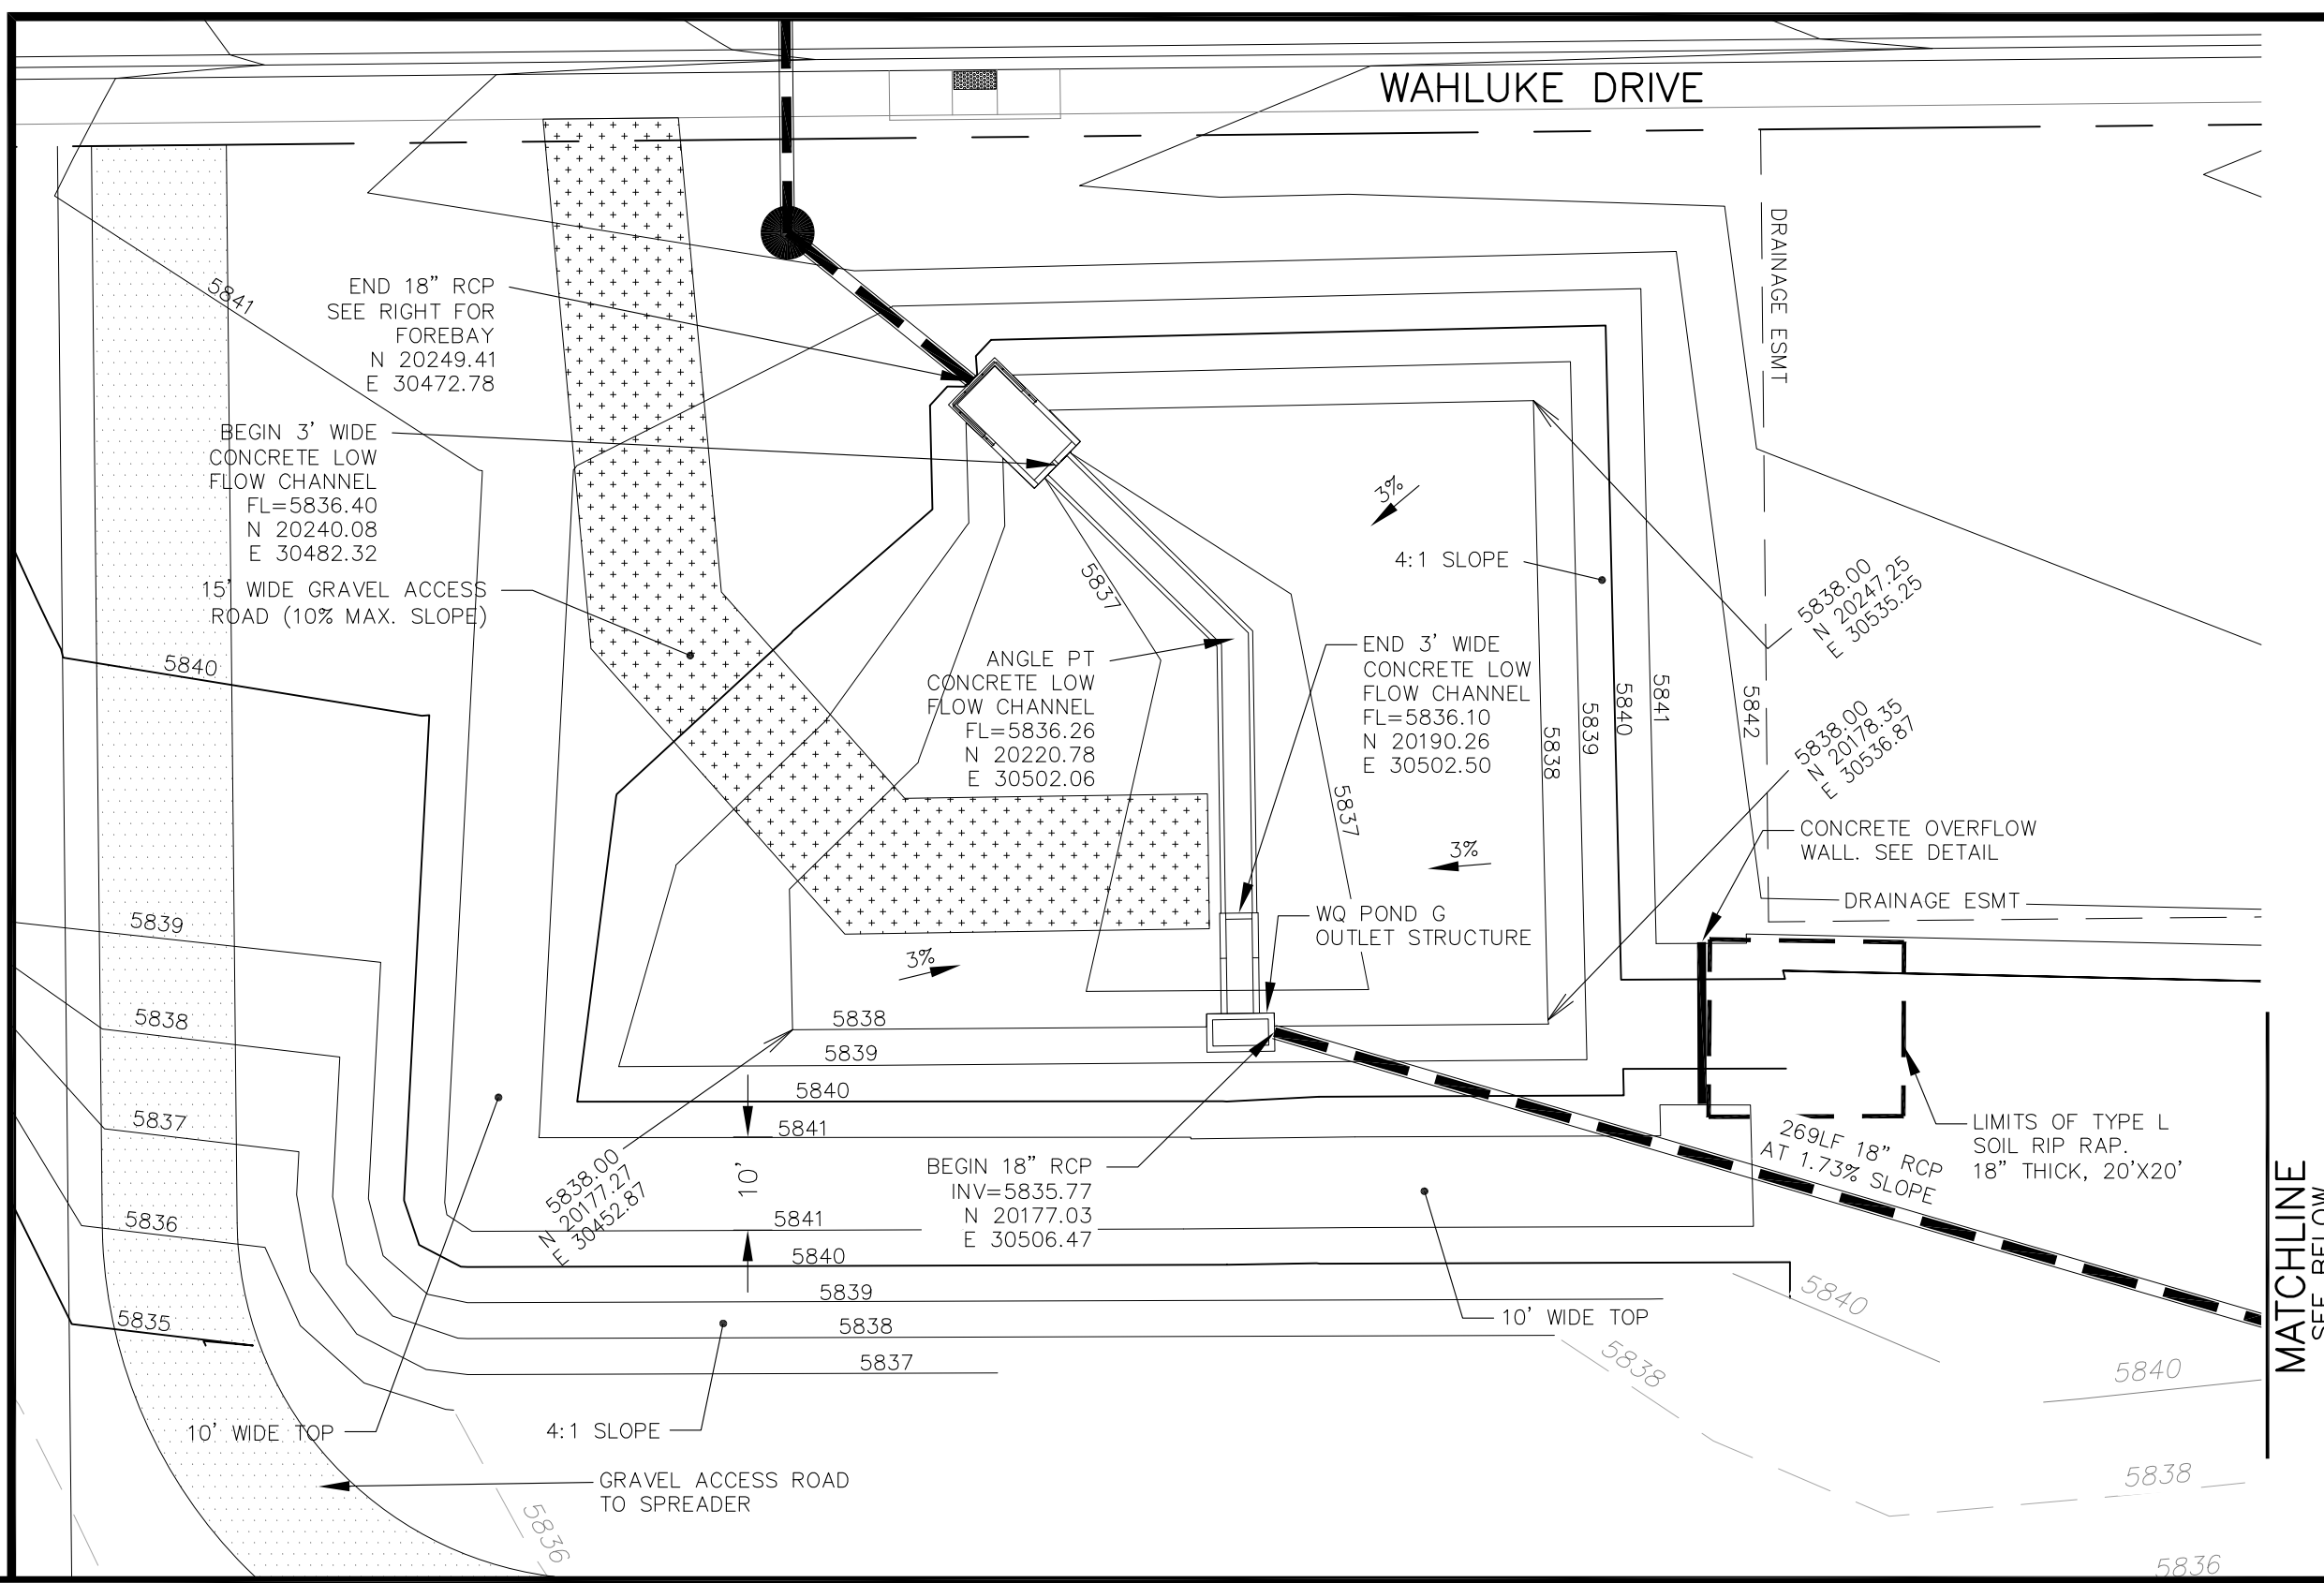 WAHLUKE DRIVE
DRAINAGE ESMT
5841
END 18" RCP
SEE RIGHT FOR
FOREBAY
N 20249.41
E 30472.78
BEGIN 3' WIDE
CONCRETE LOW
FLOW CHANNEL
FL=5836.40
N 20240.08
E 30482.32
15' WIDE GRAVEL ACCESS
ROAD (10% MAX. SLOPE)
3%
4:1 SLOPE
5837
5838.00
N 20247.25
E 30535.25
5840
ANGLE PT
CONCRETE LOW
FLOW CHANNEL
FL=5836.26
N 20220.78
E 30502.06
END 3' WIDE
CONCRETE LOW
FLOW CHANNEL
FL=5836.10
N 20190.26
E 30502.50
5838
5839
5840
5841
5842
5838.00
N 20178.35
E 30536.87
5837
3%
CONCRETE OVERFLOW
WALL. SEE DETAIL
DRAINAGE ESMT
WQ POND G
OUTLET STRUCTURE
3%
5839
5838
5837
5836
5835
5838
5839
5840
5841
10'
5841
5840
5839
5838
5837
5838.00
N 20177.27
E 30452.87
BEGIN 18" RCP
INV=5835.77
N 20177.03
E 30506.47
269LF 18" RCP
AT 1.73% SLOPE
LIMITS OF TYPE L
SOIL RIP RAP.
18" THICK, 20'X20'
MATCHLINE
SEE BELOW
10' WIDE TOP
5840
5838
5840
5838
5836
10' WIDE TOP
4:1 SLOPE
GRAVEL ACCESS ROAD
TO SPREADER
5836